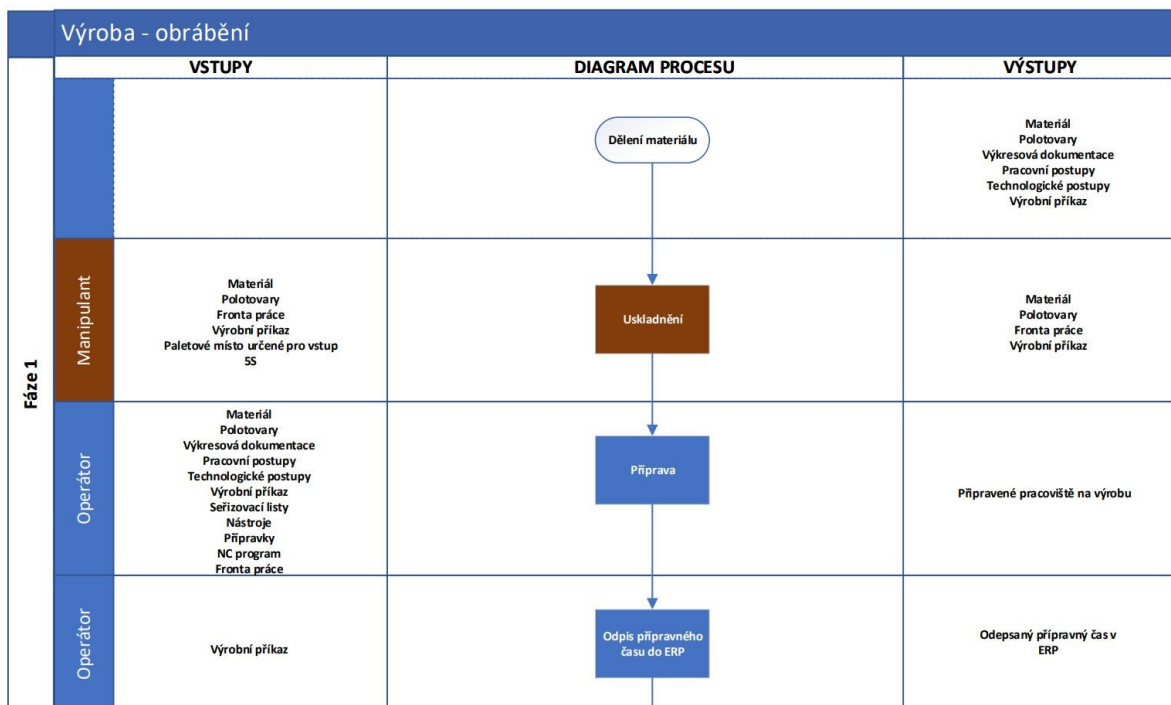 Výroba - obrábění
VSTUPY
DIAGRAM PROCESU
VÝSTUPY
Fáze 1
Dělení materiálu
Materiál
Polotovary
Výkresová dokumentace
Pracovní postupy
Technologické postupy
Výrobní příkaz
Manipulant
Materiál
Polotovary
Fronta práce
Výrobní příkaz
Paletové místo určené pro vstup
5S
Uskladnění
Materiál
Polotovary
Fronta práce
Výrobní příkaz
Operátor
Materiál
Polotovary
Výkresová dokumentace
Pracovní postupy
Technologické postupy
Výrobní příkaz
Seřizovací listy
Nástroje
Přípravky
NC program
Fronta práce
Příprava
Připravené pracoviště na výrobu
Operátor
Výrobní příkaz
Odpis přípravného
času do ERP
Odepsaný přípravný čas v
ERP